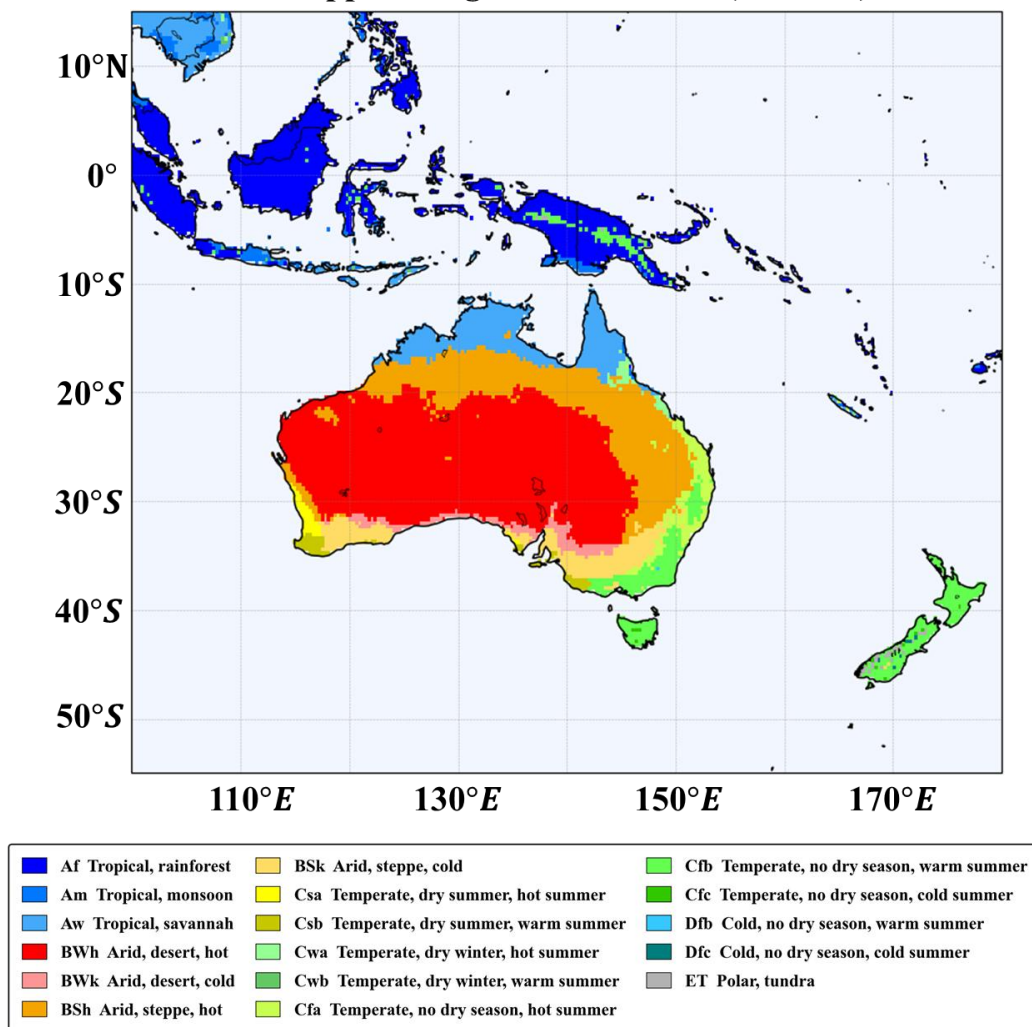 10°N
0°
10°S
20°S
30°S
40°S
50°S
110°E
130°E
150°E
170°E
Af Tropical, rainforest
Am Tropical, monsoon
Aw Tropical, savannah
BWh Arid, desert, hot
BWk Arid, desert, cold
BSh Arid, steppe, hot
BSk Arid, steppe, cold
Csa Temperate, dry summer, hot summer
Csb Temperate, dry summer, warm summer
Cwa Temperate, dry winter, hot summer
Cwb Temperate, dry winter, warm summer
Cfa Temperate, no dry season, hot summer
Cfb Temperate, no dry season, warm summer
Cfc Temperate, no dry season, cold summer
Dfb Cold, no dry season, warm summer
Dfc Cold, no dry season, cold summer
ET Polar, tundra